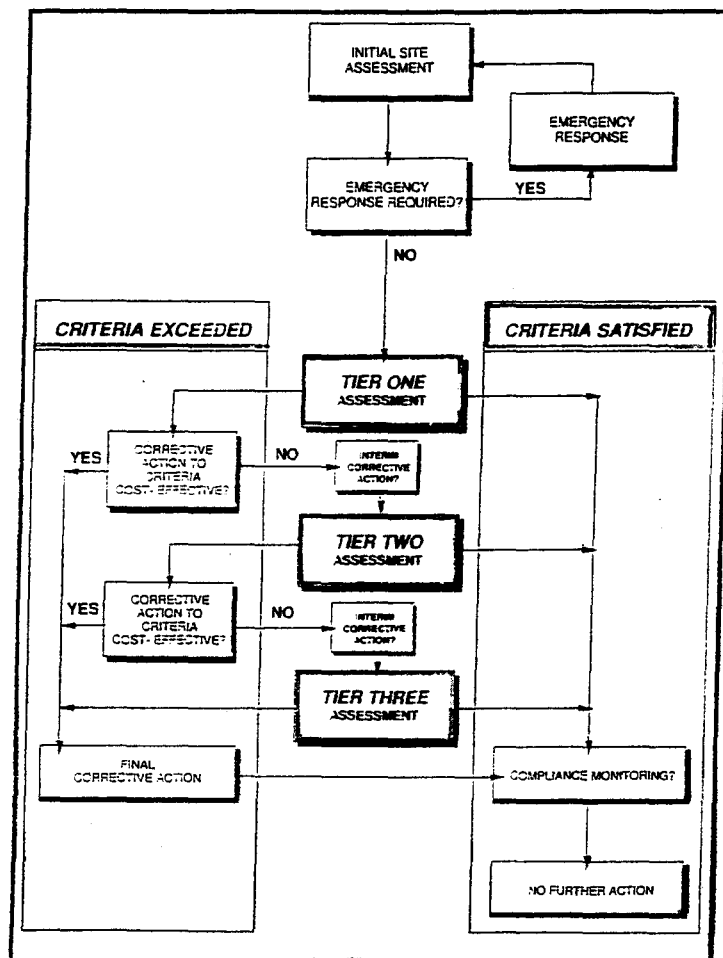 INITIAL SITE
ASSESSMENT
EMERGENCY
RESPONSE
EMERGENCY
RESPONSE REQUIRED?
YES
NO
CRITERIA EXCEEDED
CRITERIA SATISFIED
TIER ONE
ASSESSMENT
YES
CORRECTIVE
ACTION TO
CRITERIA
COST- EFFECTIVE?
NO
INTERIM
CORRECTIVE
ACTION?
TIER TWO
ASSESSMENT
YES
CORRECTIVE
ACTION TO
CRITERIA
COST- EFFECTIVE?
NO
INTERIM
CORRECTIVE
ACTION?
TIER THREE
ASSESSMENT
FINAL
CORRECTIVE ACTION
COMPLIANCE MONITORING?
NO FURTHER ACTION